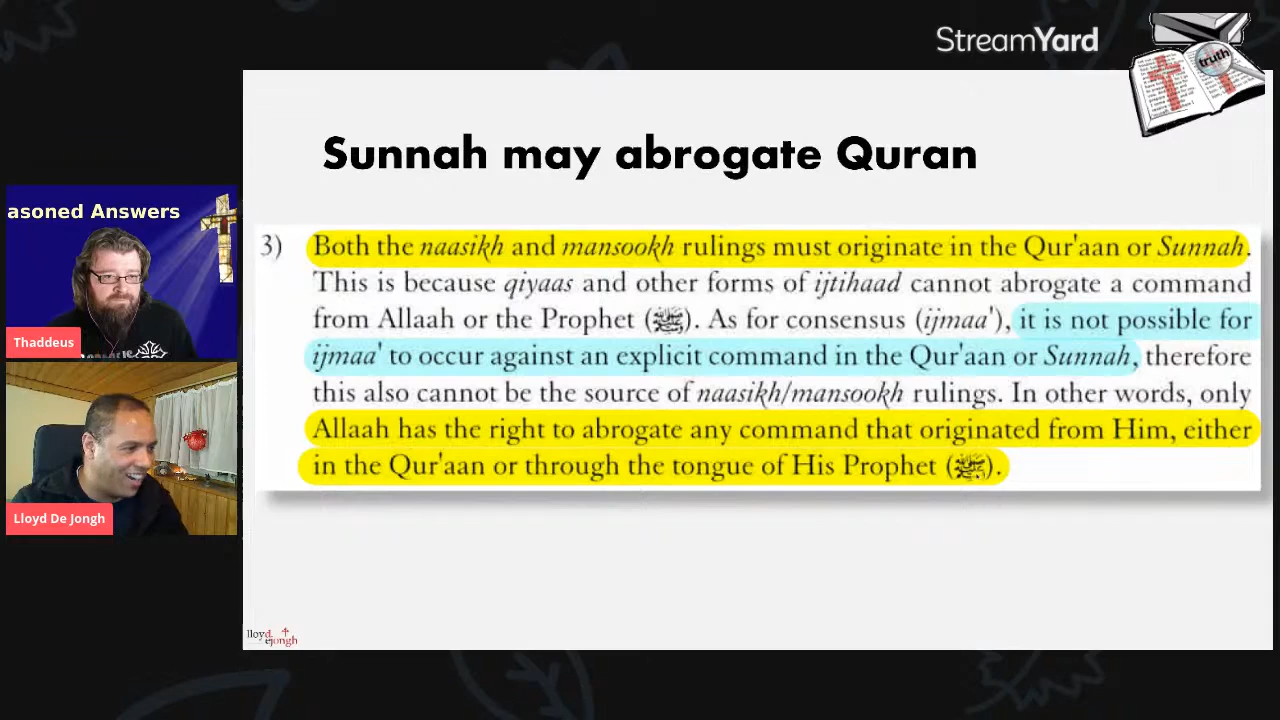 StreamYard
truth
Sunnah may abrogate Quran
asoned Answers
Thaddeus
Lloyd De Jongh
3) Both the naasikh and mansookh rulings must originate in the Qur'aan or Sunnah.
This is because qiyaas and other forms of ijtihaad cannot abrogate a command
from Allaah or the Prophet (ﷺ). As for consensus (ijmaa'), it is not possible for
ijmaa' to occur against an explicit command in the Qur'aan or Sunnah, therefore
this also cannot be the source of naasikh/mansookh rulings. In other words, only
Allaah has the right to abrogate any command that originated from Him, either
in the Qur'aan or through the tongue of His Prophet (ﷺ).
lloyd
ejongh